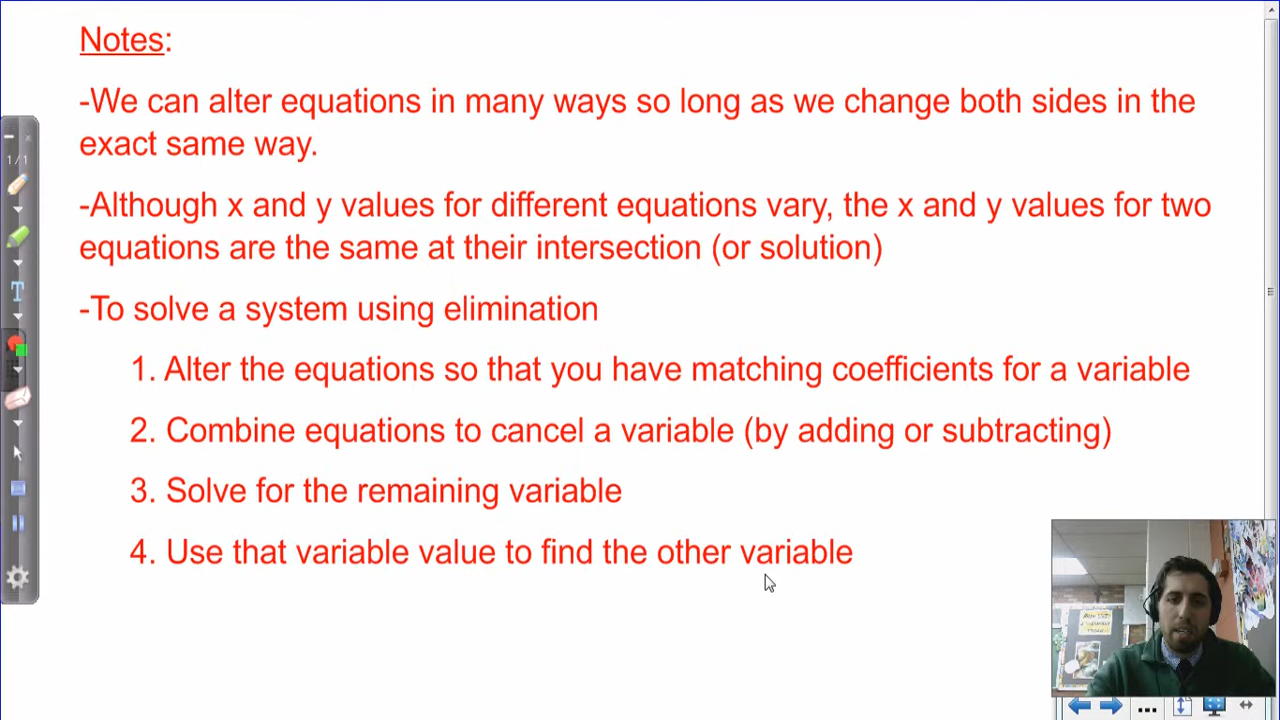 Notes:
-We can alter equations in many ways so long as we change both sides in the
exact same way.
-Although x and y values for different equations vary, the x and y values for two
equations are the same at their intersection (or solution)
-To solve a system using elimination
1. Alter the equations so that you have matching coefficients for a variable
2. Combine equations to cancel a variable (by adding or subtracting)
3. Solve for the remaining variable
4. Use that variable value to find the other variable
1/1
T